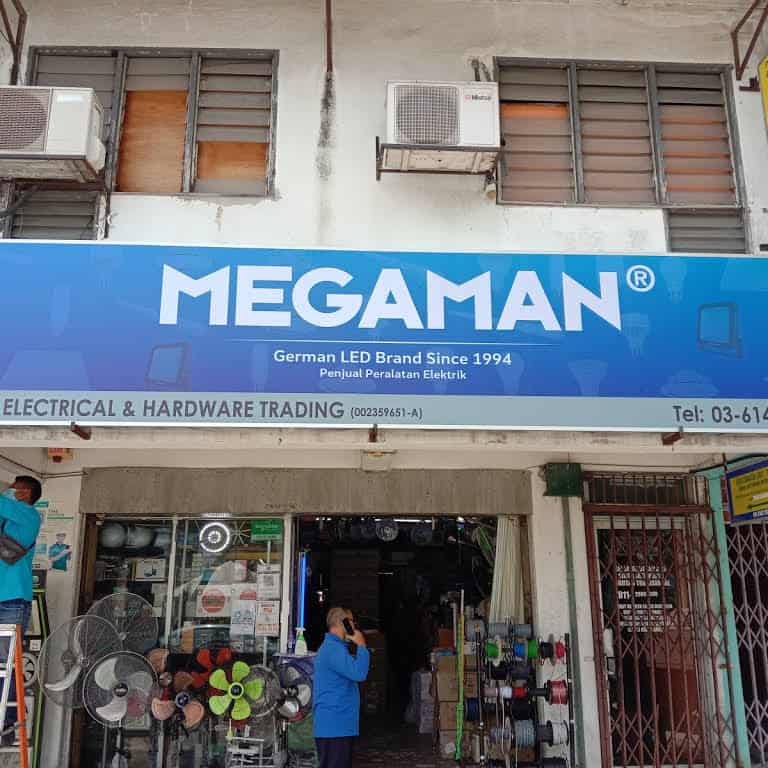 MEGAMAN®
German LED Brand Since 1994
Penjual Peralatan Elektrik
ELECTRICAL & HARDWARE TRADING (002359651-A)
Tel: 03-614